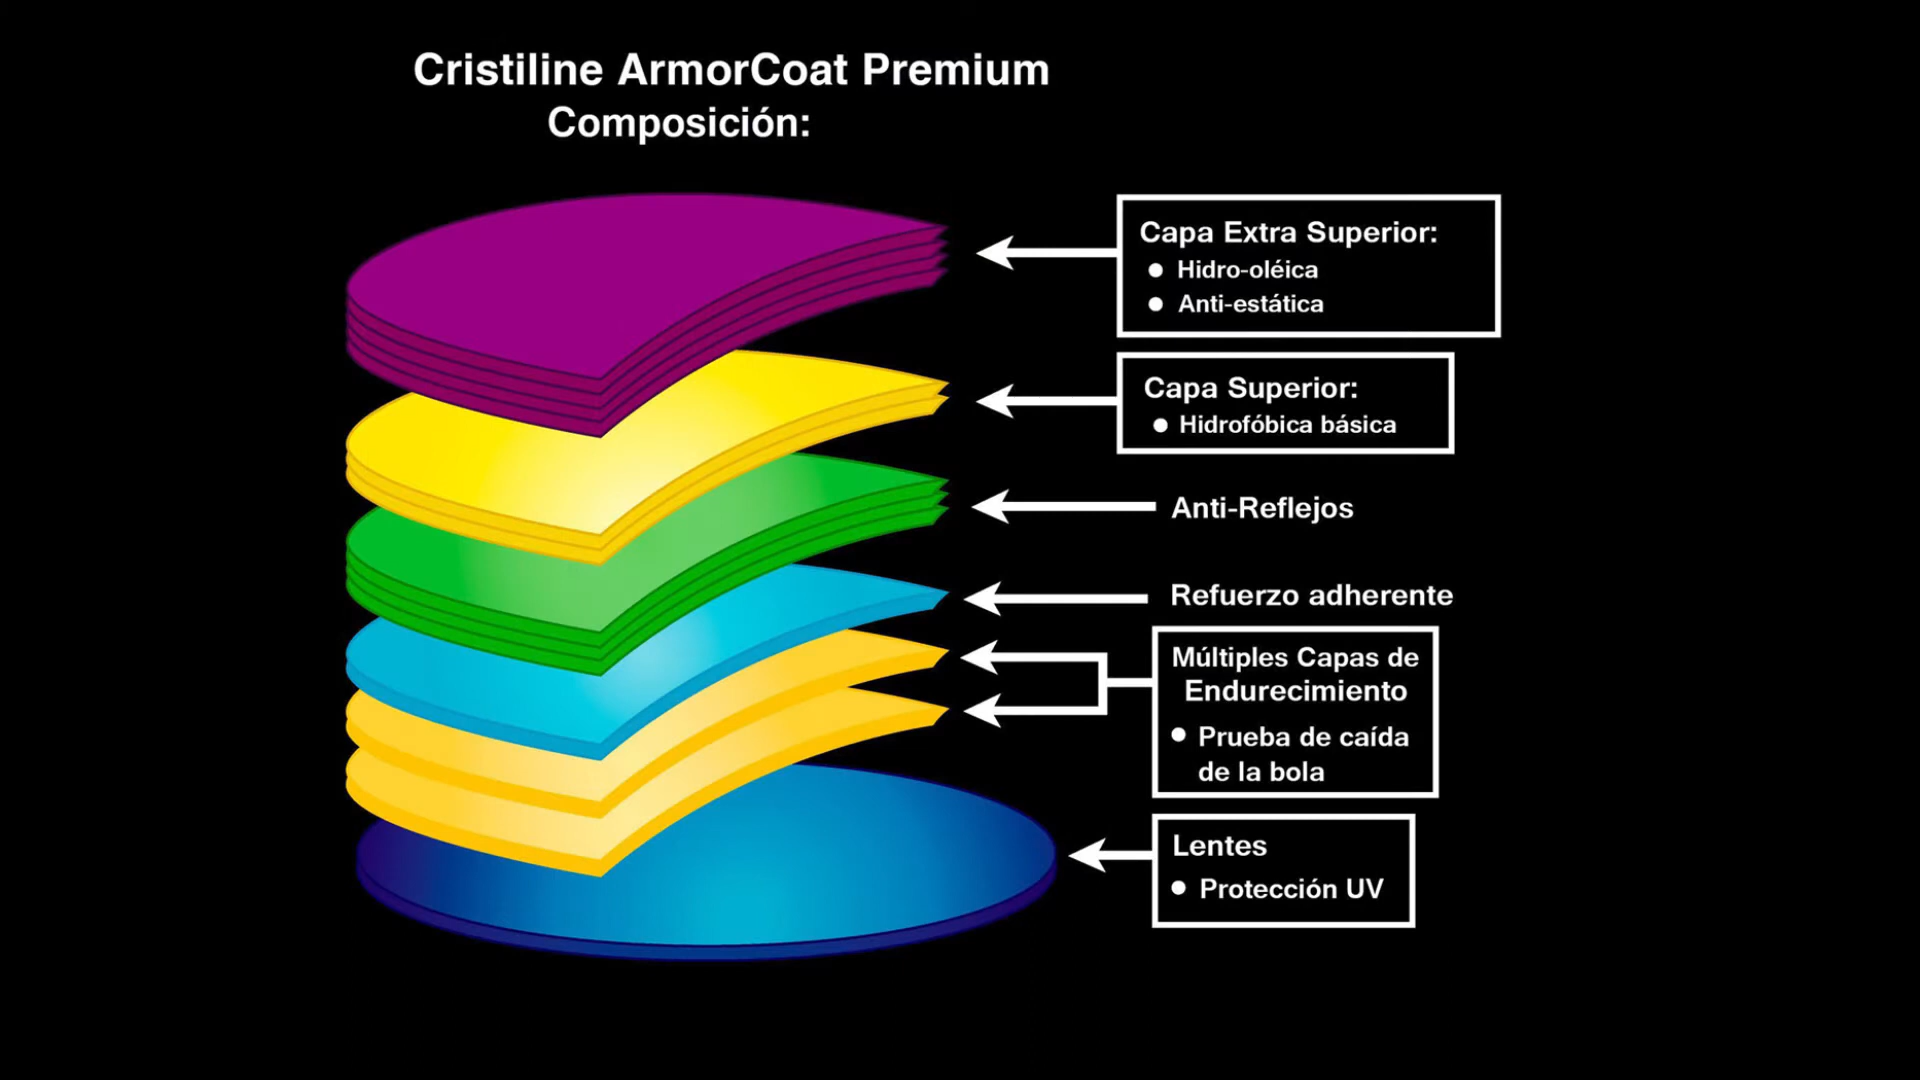 Cristiline ArmorCoat Premium
Composición:
Capa Extra Superior:
● Hidro-oléica
● Anti-estática
Capa Superior:
● Hidrofóbica básica
Anti-Reflejos
Refuerzo adherente
Múltiples Capas de
Endurecimiento
● Prueba de caída
de la bola
Lentes
● Protección UV